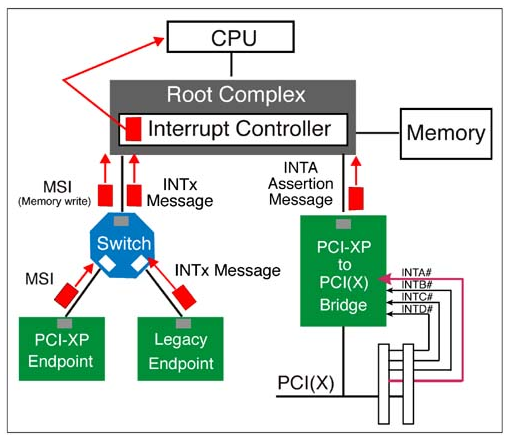 CPU
Root Complex
Interrupt Controller
Memory
MSI
(Memory write)
INTx
Message
INTA
Assertion
Message
Switch
MSI
INTx Message
PCI-XP
to
PCI(X)
Bridge
INTA#
INTB#
INTC#
INTD#
PCI-XP
Endpoint
Legacy
Endpoint
PCI(X)